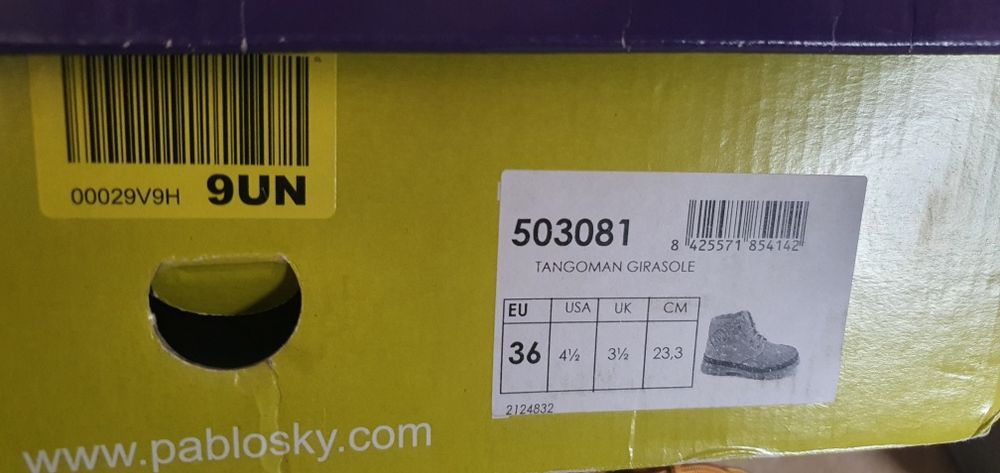 00029V9H 9UN
503081
8 425571 854142
TANGOMAN GIRASOLE
EU USA UK CM
36 4½ 3½ 23,3
2124832
www.pablosky.com